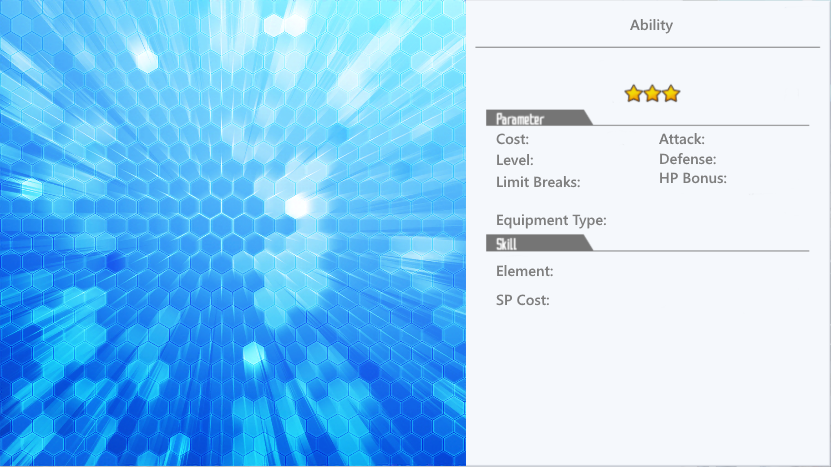 Ability
Parameter
Cost:
Attack:
Level:
Defense:
Limit Breaks:
HP Bonus:
Equipment Type:
Skill
Element:
SP Cost: